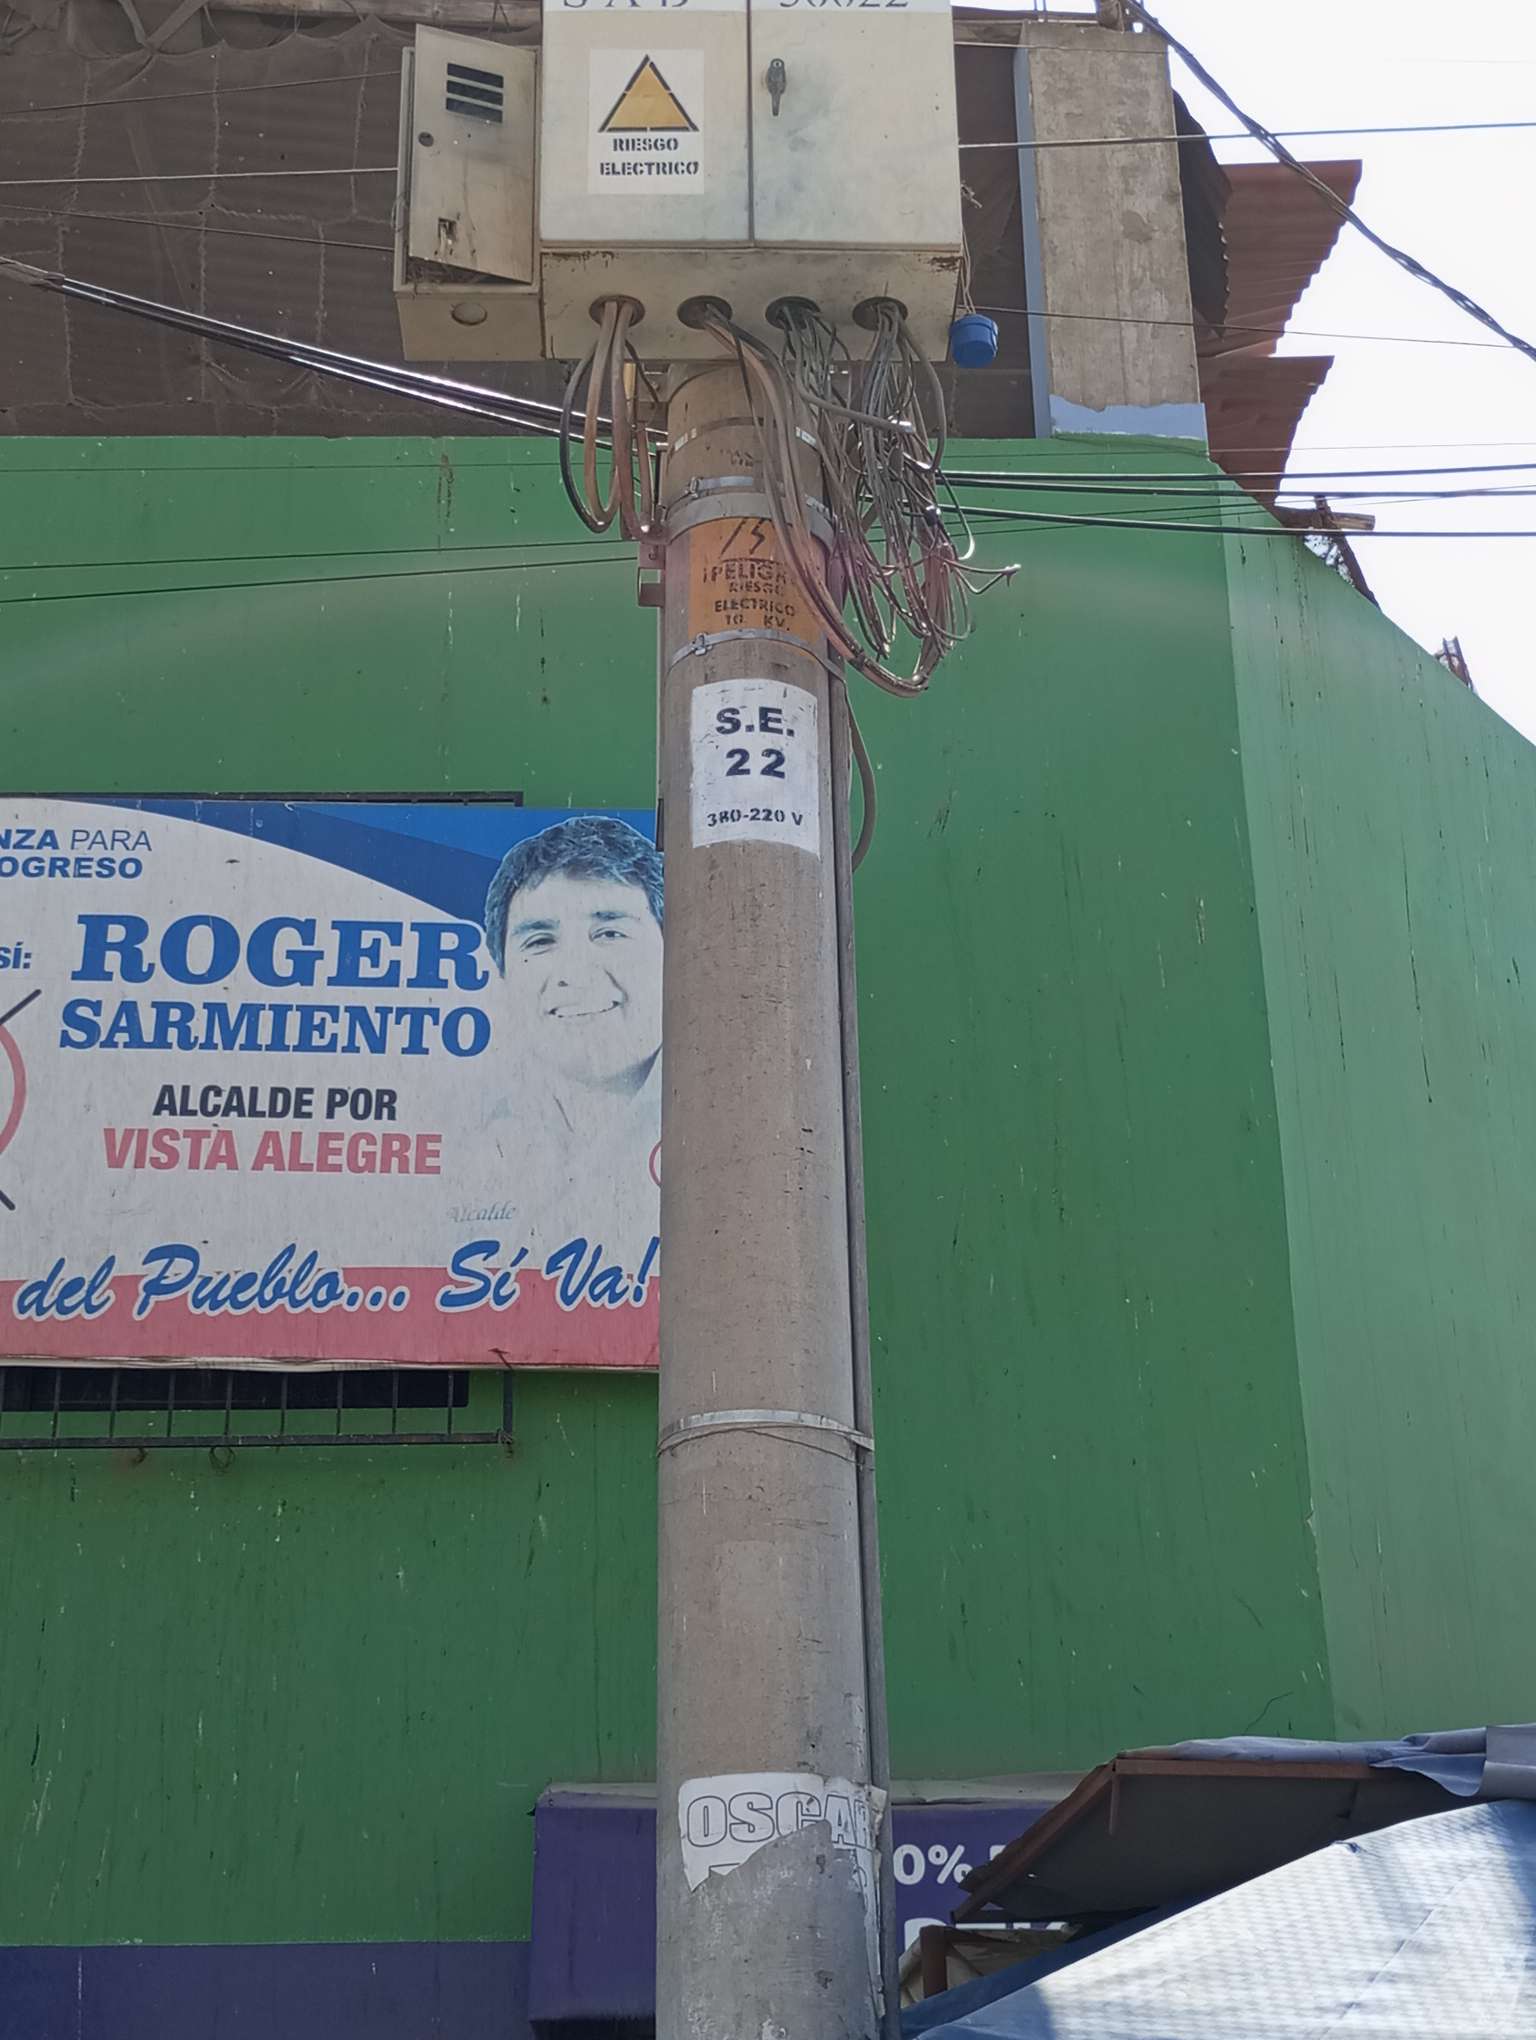 RIESGO
ELECTRICO
¡PELIGRO
RIESGO
ELECTRICO
10 KV.
S.E.
22
380-220 V
NZA PARA
OGRESO
SÍ:
ROGER
SARMIENTO
ALCALDE POR
VISTA ALEGRE
Alcalde
del Pueblo... Sí Va!
OSCAR
0%